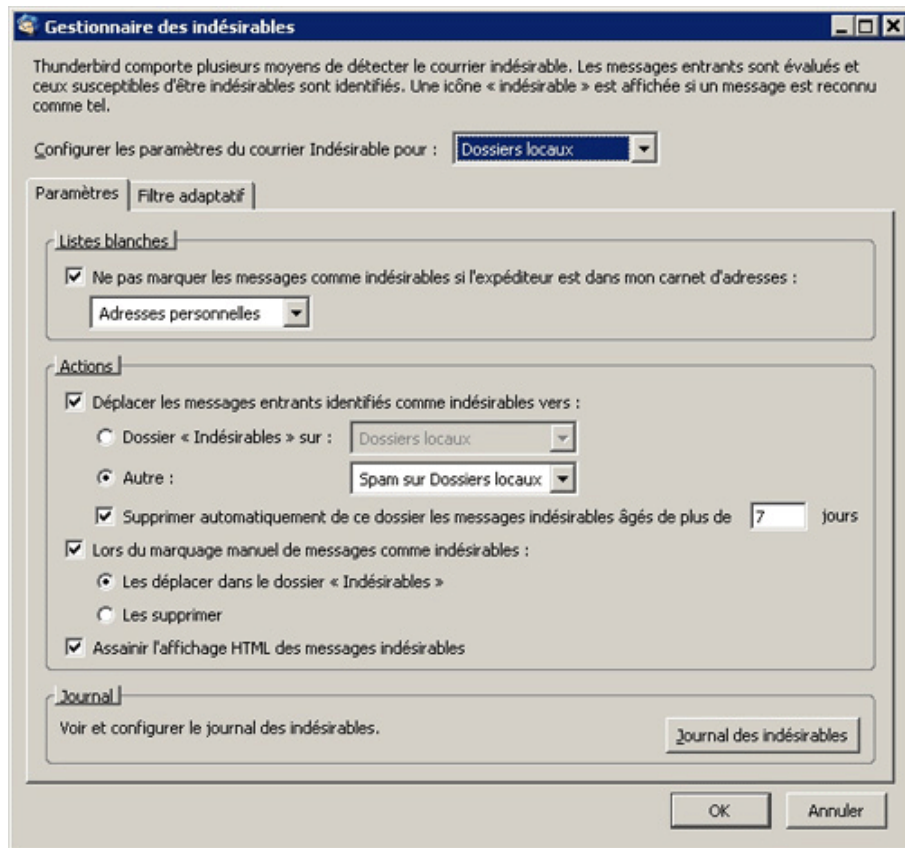 Gestionnaire des indésirables
Thunderbird comporte plusieurs moyens de détecter le courrier indésirable. Les messages entrants sont évalués et
ceux susceptibles d'être indésirables sont identifiés. Une icône « indésirable » est affichée si un message est reconnu
comme tel.
Configurer les paramètres du courrier Indésirable pour : Dossiers locaux
Paramètres Filtre adaptatif
Listes blanches
Ne pas marquer les messages comme indésirables si l'expéditeur est dans mon carnet d'adresses :
Adresses personnelles
Actions
Déplacer les messages entrants identifiés comme indésirables vers :
Dossier « Indésirables » sur : Dossiers locaux
Autre : Spam sur Dossiers locaux
Supprimer automatiquement de ce dossier les messages indésirables âgés de plus de 7 jours
Lors du marquage manuel de messages comme indésirables :
Les déplacer dans le dossier « Indésirables »
Les supprimer
Assainir l'affichage HTML des messages indésirables
Journal
Voir et configurer le journal des indésirables.
Journal des indésirables
OK Annuler